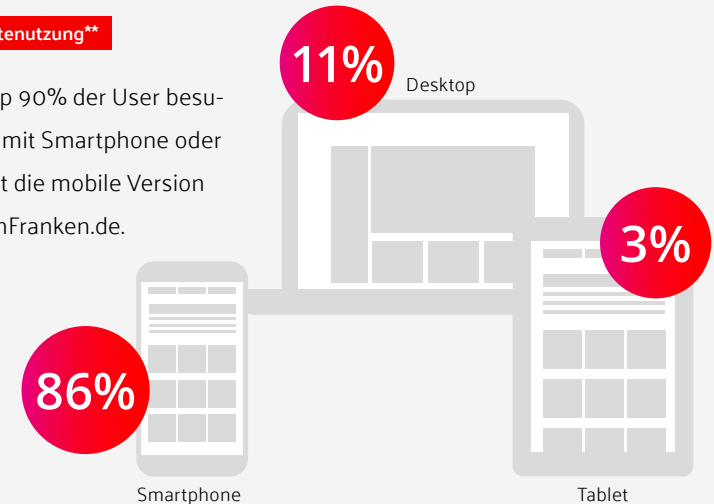 tenutzung**
p 90% der User besu-
mit Smartphone oder
t die mobile Version
nFranken.de.
11%
Desktop
3%
86%
Smartphone
Tablet